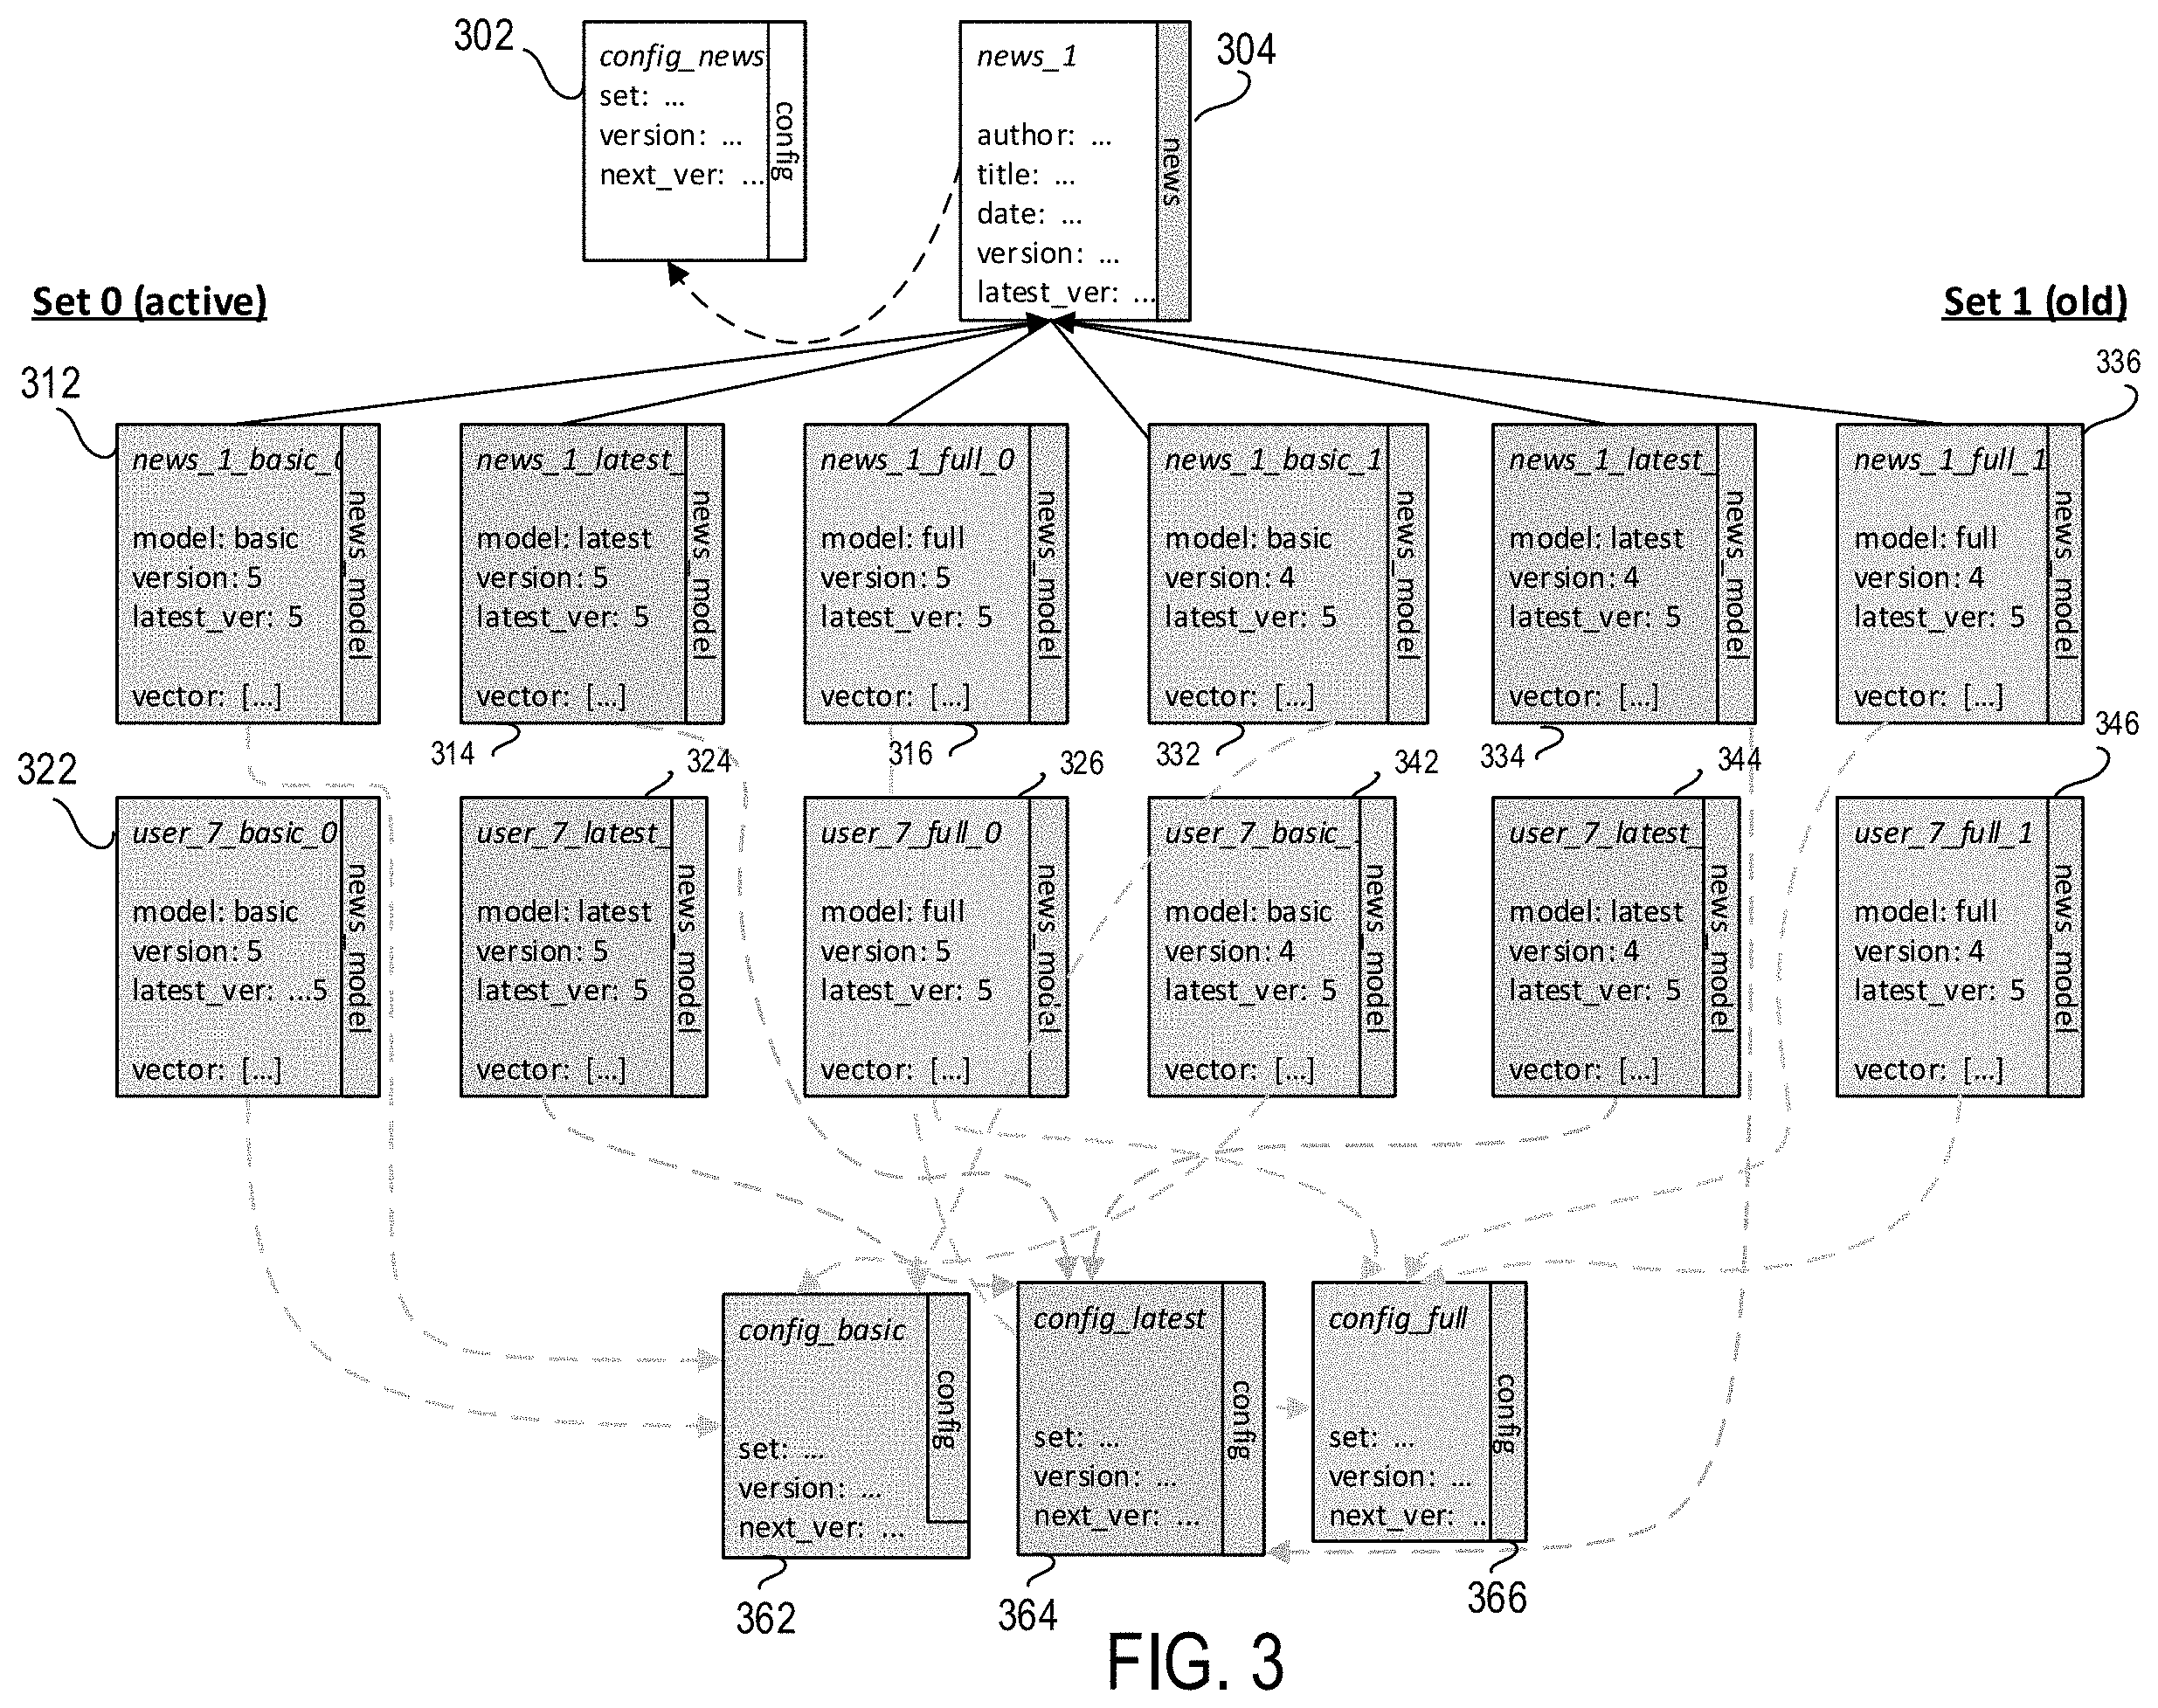 302
config_news
set: ...
version: ...
next_ver: ...
config
news_1
author: ...
title: ...
date: ...
version: ...
latest_ver: ...
news
304
Set 0 (active)
Set 1 (old)
312
336
news_1_basic_0
model: basic
version: 5
latest_ver: 5
vector: [...]
news_model
news_1_latest_
model: latest
version: 5
latest_ver: 5
vector: [...]
news_model
news_1_full_0
model: full
version: 5
latest_ver: 5
vector: [...]
news_model
news_1_basic_1
model: basic
version: 4
latest_ver: 5
vector: [...]
news_model
news_1_latest_
model: latest
version: 4
latest_ver: 5
vector: [...]
news_model
news_1_full_1
model: full
version: 4
latest_ver: 5
vector: [...]
news_model
314
316
332
334
322
324
326
342
344
346
user_7_basic_0
model: basic
version: 5
latest_ver: ...5
vector: [...]
news_model
user_7_latest_
model: latest
version: 5
latest_ver: 5
vector: [...]
news_model
user_7_full_0
model: full
version: 5
latest_ver: 5
vector: [...]
news_model
user_7_basic_
model: basic
version: 4
latest_ver: 5
vector: [...]
news_model
user_7_latest_
model: latest
version: 4
latest_ver: 5
vector: [...]
news_model
user_7_full_1
model: full
version: 4
latest_ver: 5
vector: [...]
news_model
config_basic
set: ...
version: ...
next_ver: ...
config
config_latest
set: ...
version: ...
next_ver: ...
config
config_full
set: ...
version: ...
next_ver: ..
config
362
364
366
FIG. 3